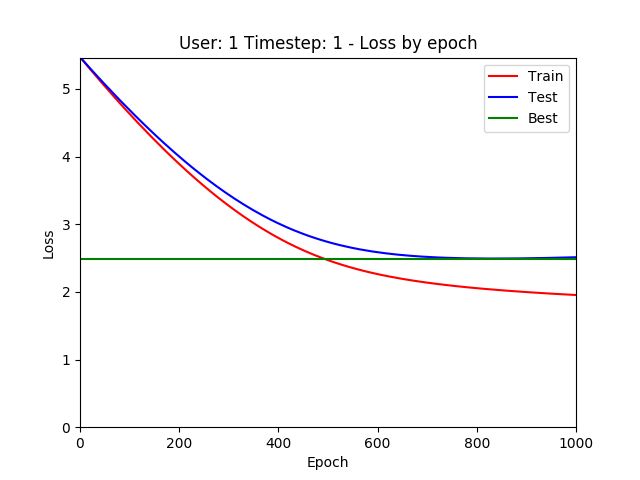 User: 1 Timestep: 1 - Loss by epoch
Train
Test
Best
5
4
3
2
1
0
Loss
0 200 400 600 800 1000
Epoch